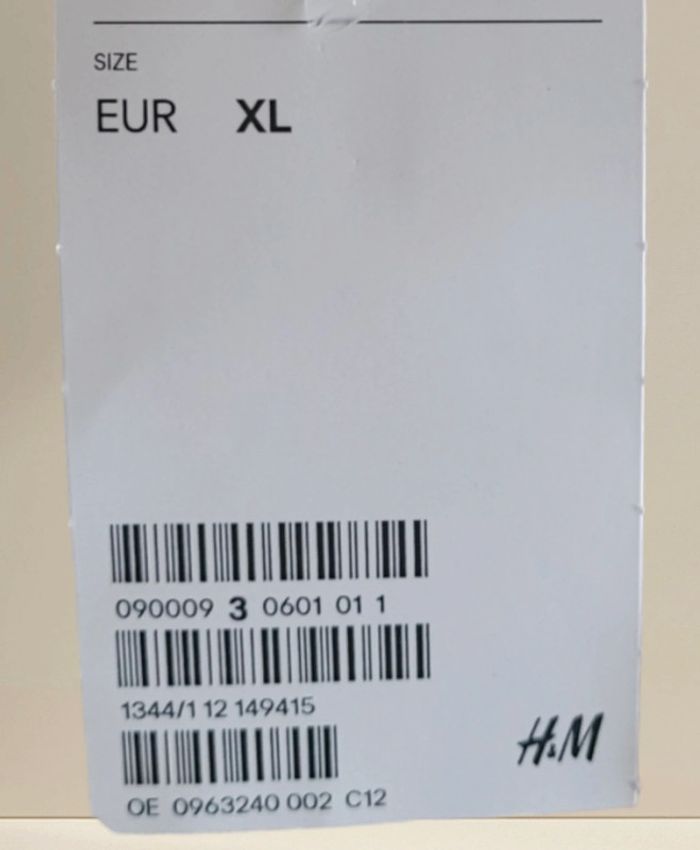 SIZE
EUR XL
090009 3 0601 01 1
1344/1 12 149415
H&M
OE 0963240 002 C12